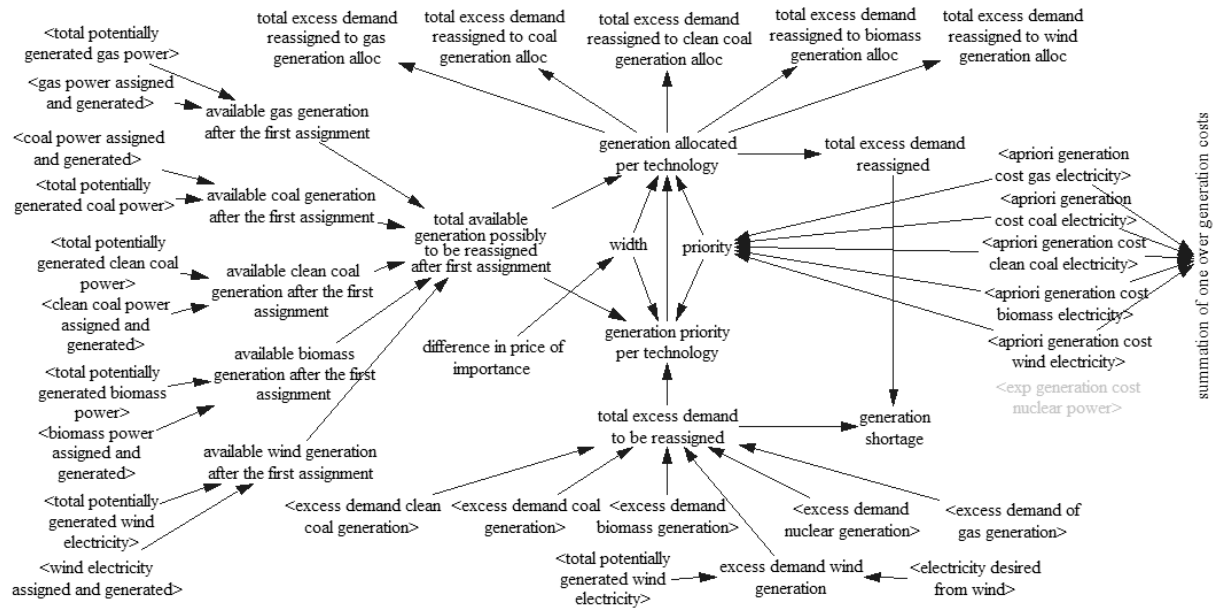 <total potentially
generated gas power>
<gas power assigned
and generated>
<coal power assigned
and generated>
<total potentially
generated coal power>
<total potentially
generated clean coal
power>
<clean coal power
assigned and
generated>
<total potentially
generated biomass
power>
<biomass power
assigned and
generated>
<total potentially
generated wind
electricity>
<wind electricity
assigned and generated>
available gas generation
after the first assignment
available coal generation
after the first assignment
available clean coal
generation after the first
assignment
available biomass
generation after the first
assignment
available wind generation
after the first assignment
total excess demand
reassigned to gas
generation alloc
total excess demand
reassigned to coal
generation alloc
total excess demand
reassigned to clean coal
generation alloc
total excess demand
reassigned to biomass
generation alloc
total excess demand
reassigned to wind
generation alloc
generation allocated
per technology
total excess demand
reassigned
total available
generation possibly
to be reassigned
after first assignment
width
priority
difference in price of
importance
generation priority
per technology
<apriori generation
cost gas electricity>
<apriori generation
cost coal electricity>
<apriori generation cost
clean coal electricity>
<apriori generation cost
biomass electricity>
<apriori generation cost
wind electricity>
<exp generation cost
nuclear power>
summation of one over generation costs
total excess demand
to be reassigned
generation
shortage
<excess demand clean
coal generation>
<excess demand coal
generation>
<excess demand
biomass generation>
<excess demand
nuclear generation>
<excess demand of
gas generation>
<total potentially
generated wind
electricity>
excess demand wind
generation
<electricity desired
from wind>